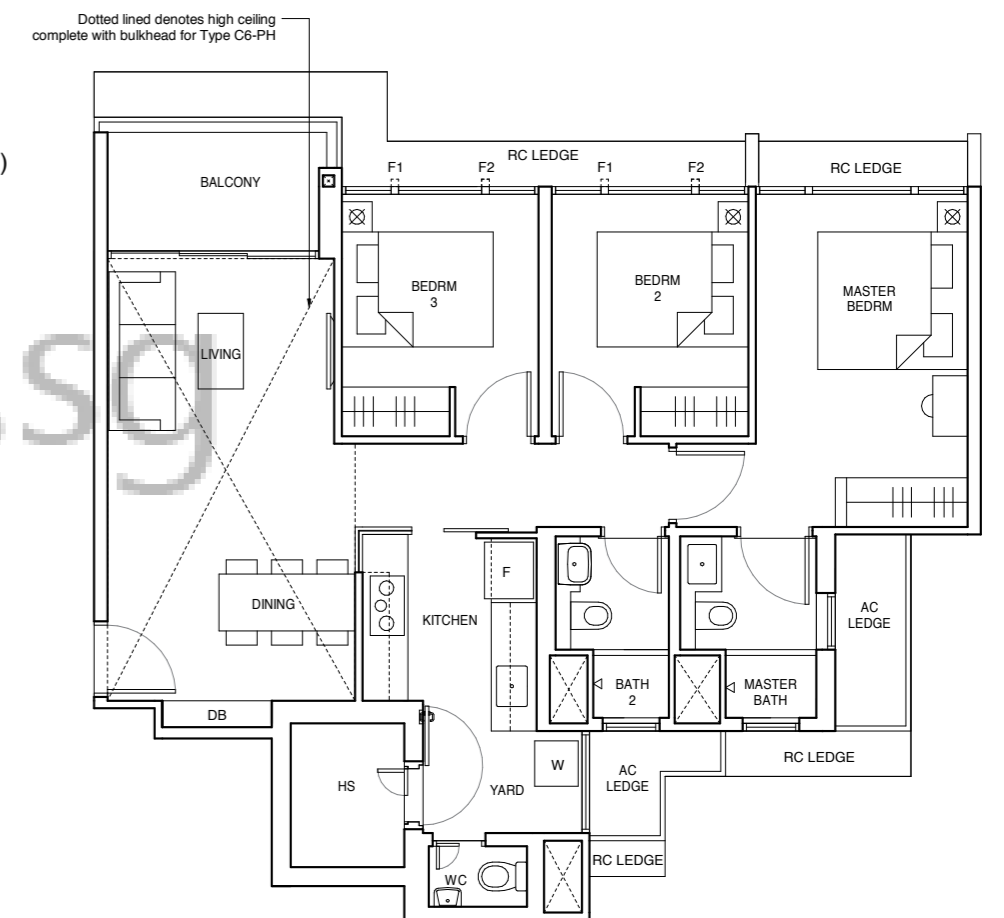 Dotted lined denotes high ceiling
complete with bulkhead for Type C6-PH
)
RC LEDGE
RC LEDGE
F1
F2
F1
F2
BALCONY
BEDRM
3
BEDRM
2
MASTER
BEDRM
LIVING
sg
DINING
KITCHEN
F
AC
LEDGE
BATH
2
MASTER
BATH
DB
HS
YARD
W
AC
LEDGE
RC LEDGE
RC LEDGE
WC